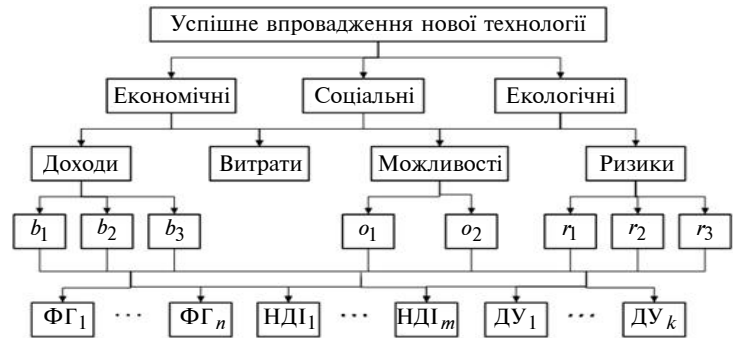 Успішне впровадження нової технології
Економічні Соціальні Екологічні
Доходи Витрати Можливості Ризики
b1 b2 b3 o1 o2 r1 r2 r3
ФГ1 ... ФГn НДІ1 ... НДІm ДУ1 ... ДУk